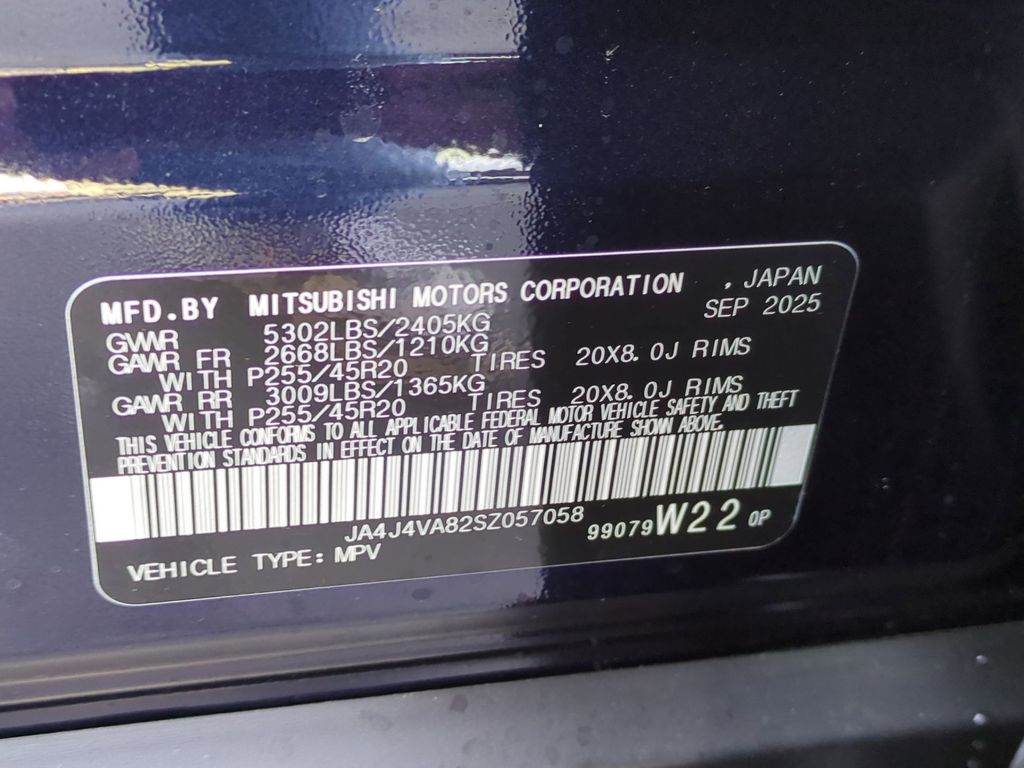 MFD.BY MITSUBISHI MOTORS CORPORATION , JAPAN
SEP 2025
GVWR 5302LBS/2405KG
GAWR FR 2668LBS/1210KG
WITH P255/45R20 TIRES 20X8.0J RIMS
GAWR RR 3009LBS/1365KG
WITH P255/45R20 TIRES 20X8.0J RIMS
THIS VEHICLE CONFORMS TO ALL APPLICABLE FEDERAL MOTOR VEHICLE SAFETY AND THEFT
PREVENTION STANDARDS IN EFFECT ON THE DATE OF MANUFACTURE SHOWN ABOVE.
JA4J4VA82SZ057058
99079 W22 0P
VEHICLE TYPE: MPV